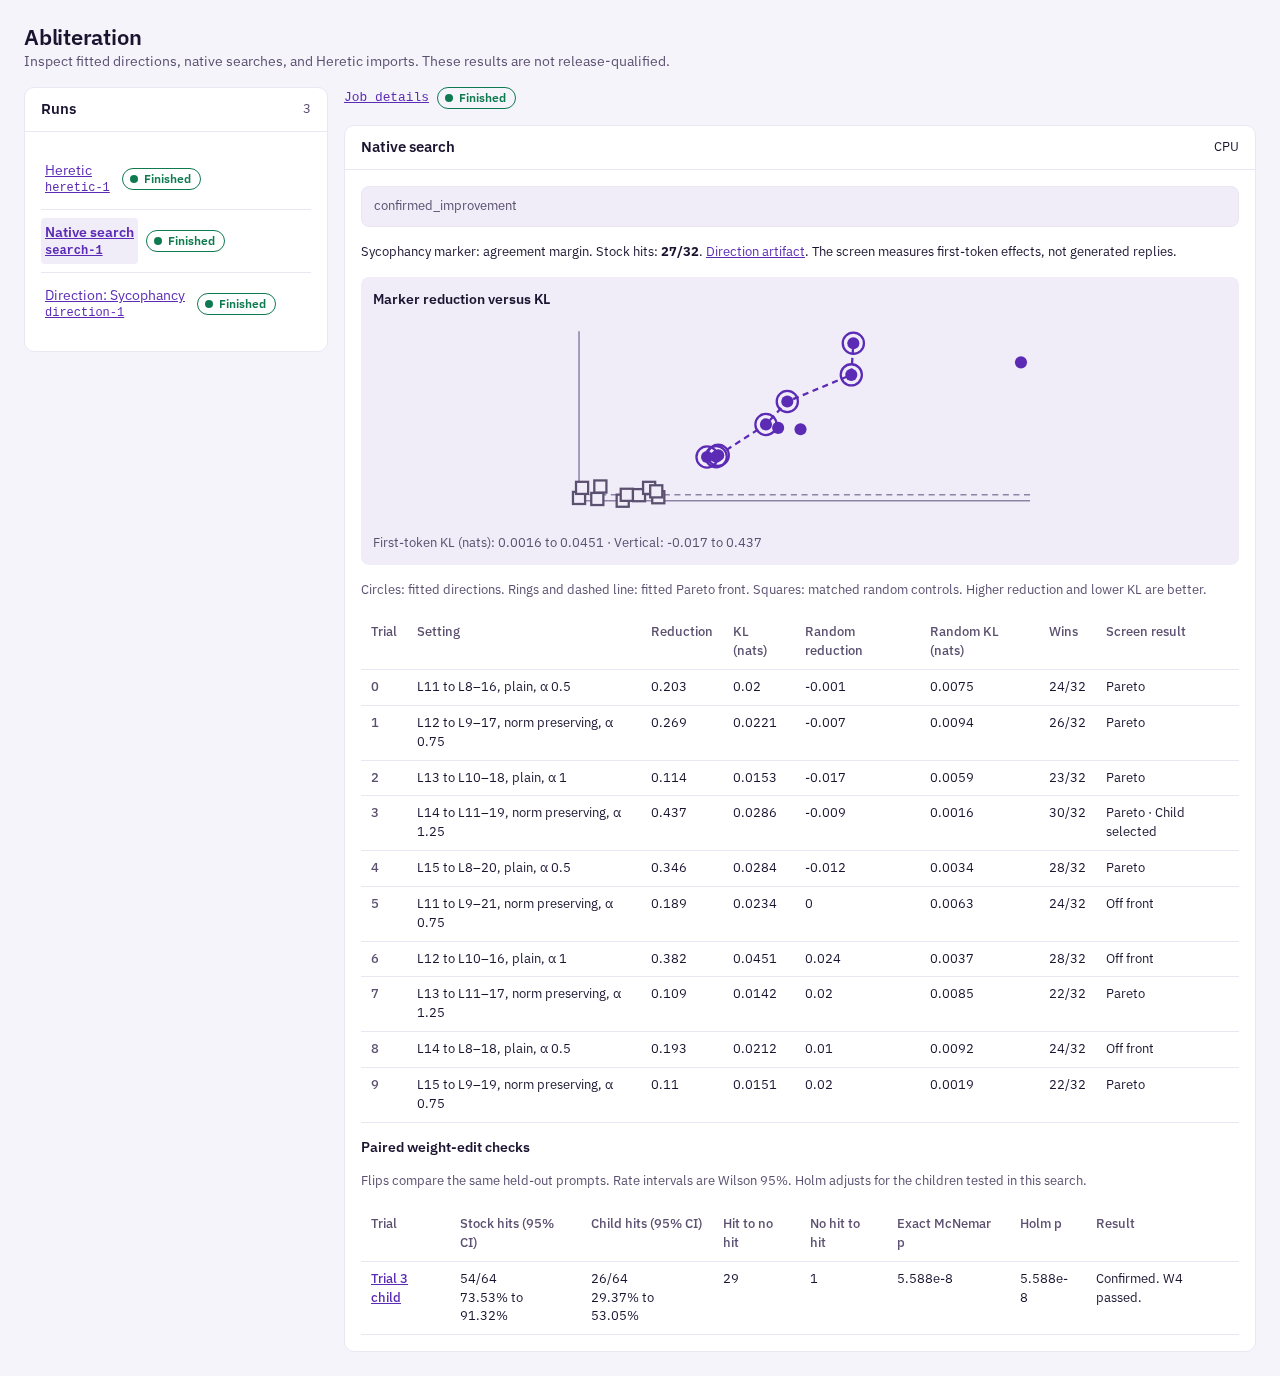 Abliteration
Inspect fitted directions, native searches, and Heretic imports. These results are not release-qualified.
Runs 3
Heretic
heretic-1
Finished
Native search
search-1
Finished
Direction: Sycophancy
direction-1
Finished
Job details Finished
Native search CPU
confirmed_improvement
Sycophancy marker: agreement margin. Stock hits: 27/32. Direction artifact. The screen measures first-token effects, not generated replies.
Marker reduction versus KL
First-token KL (nats): 0.0016 to 0.0451 · Vertical: -0.017 to 0.437
Circles: fitted directions. Rings and dashed line: fitted Pareto front. Squares: matched random controls. Higher reduction and lower KL are better.
Trial Setting Reduction KL (nats) Random reduction Random KL (nats) Wins Screen result
0 L11 to L8–16, plain, α 0.5 0.203 0.02 -0.001 0.0075 24/32 Pareto
1 L12 to L9–17, norm preserving, α 0.75 0.269 0.0221 -0.007 0.0094 26/32 Pareto
2 L13 to L10–18, plain, α 1 0.114 0.0153 -0.017 0.0059 23/32 Pareto
3 L14 to L11–19, norm preserving, α 1.25 0.437 0.0286 -0.009 0.0016 30/32 Pareto · Child selected
4 L15 to L8–20, plain, α 0.5 0.346 0.0284 -0.012 0.0034 28/32 Pareto
5 L11 to L9–21, norm preserving, α 0.75 0.189 0.0234 0 0.0063 24/32 Off front
6 L12 to L10–16, plain, α 1 0.382 0.0451 0.024 0.0037 28/32 Off front
7 L13 to L11–17, norm preserving, α 1.25 0.109 0.0142 0.02 0.0085 22/32 Pareto
8 L14 to L8–18, plain, α 0.5 0.193 0.0212 0.01 0.0092 24/32 Off front
9 L15 to L9–19, norm preserving, α 0.75 0.11 0.0151 0.02 0.0019 22/32 Pareto
Paired weight-edit checks
Flips compare the same held-out prompts. Rate intervals are Wilson 95%. Holm adjusts for the children tested in this search.
Trial Stock hits (95% CI) Child hits (95% CI) Hit to no hit No hit to hit Exact McNemar p Holm p Result
Trial 3 child 54/64 73.53% to 91.32% 26/64 29.37% to 53.05% 29 1 5.588e-8 5.588e-8 Confirmed. W4 passed.